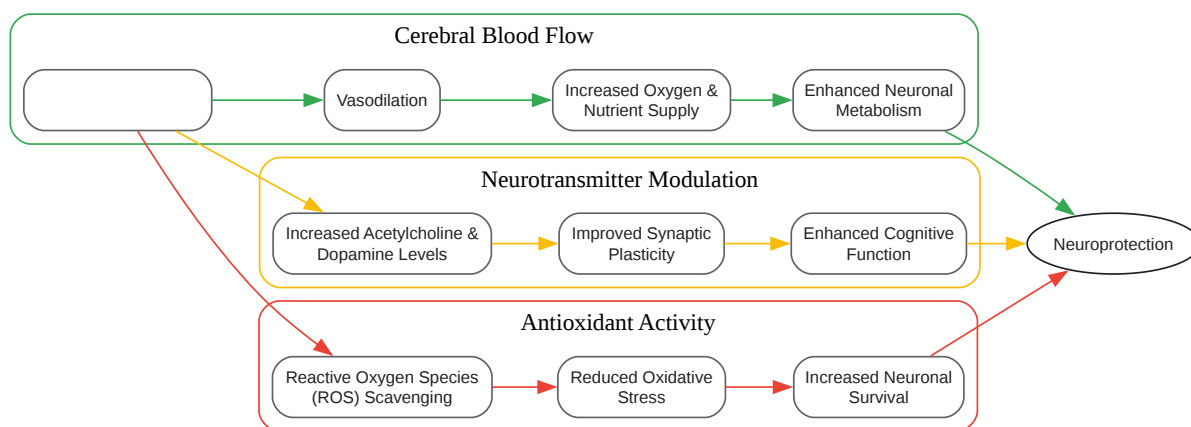 Cerebral Blood Flow
Vasodilation
Increased Oxygen &
Nutrient Supply
Enhanced Neuronal
Metabolism
Neurotransmitter Modulation
Increased Acetylcholine &
Dopamine Levels
Improved Synaptic
Plasticity
Enhanced Cognitive
Function
Neuroprotection
Antioxidant Activity
Reactive Oxygen Species
(ROS) Scavenging
Reduced Oxidative
Stress
Increased Neuronal
Survival